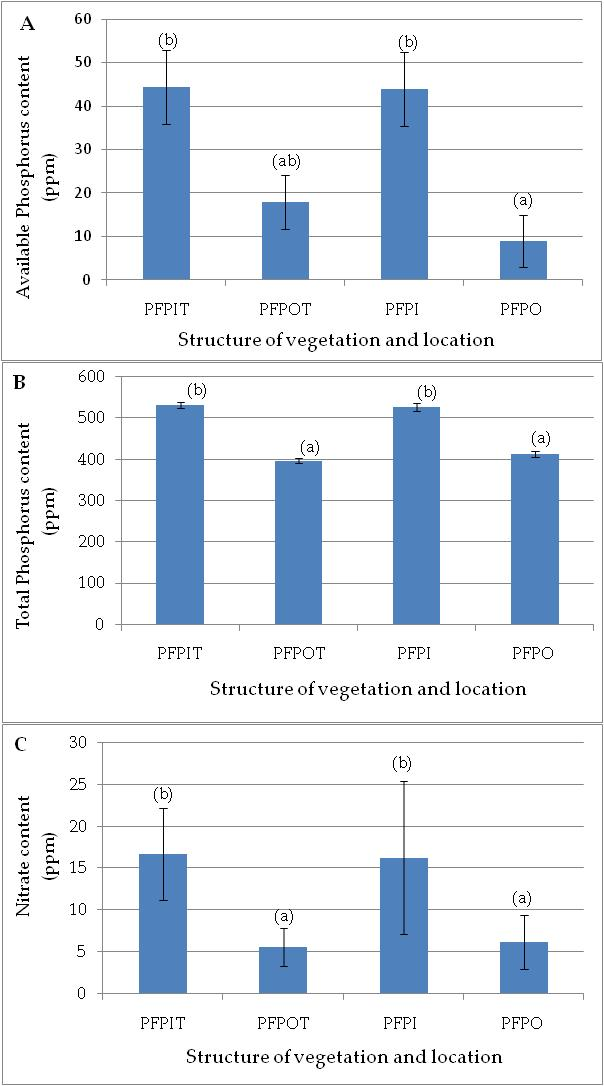 A
Available Phosphorus content
(ppm)
60
50
40
30
20
10
0
(b)
(ab)
(b)
(a)
PFPIT PFPOT PFPI PFPO
Structure of vegetation and location
B
Total Phosphorus content
(ppm)
600
500
400
300
200
100
0
(b)
(a)
(b)
(a)
PFPIT PFPOT PFPI PFPO
Structure of vegetation and location
C
Nitrate content
(ppm)
30
25
20
15
10
5
0
(b)
(a)
(b)
(a)
PFPIT PFPOT PFPI PFPO
Structure of vegetation and location